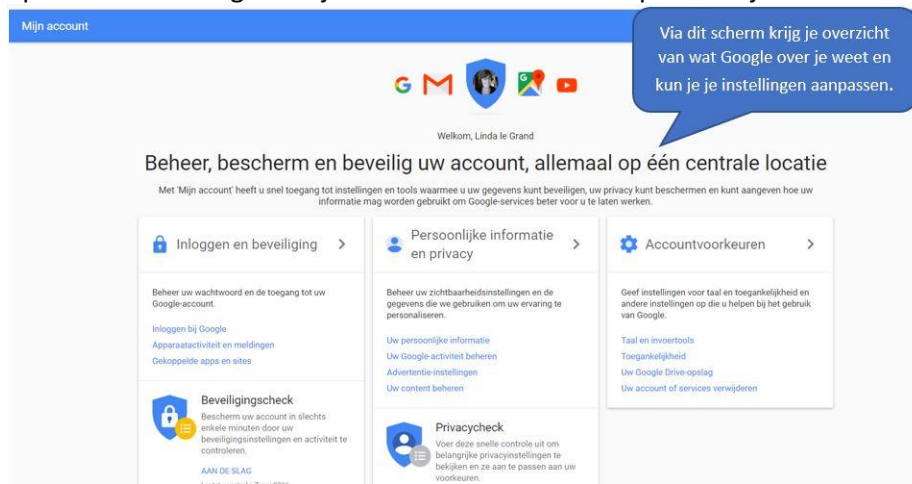 Mijn account
Via dit scherm krijg je overzicht
van wat Google over je weet en
kun je je instellingen aanpassen.
Welkom, Linda le Grand
Beheer, bescherm en beveilig uw account, allemaal op één centrale locatie
Met 'Mijn account' heeft u snel toegang tot instellingen en tools waarmee u uw gegevens kunt beveiligen, uw privacy kunt beschermen en kunt aangeven hoe uw
informatie mag worden gebruikt om Google-services beter voor u te laten werken.
Inloggen en beveiliging
Beheer uw wachtwoord en de toegang tot uw
Google-account.
Inloggen bij Google
Apparaatactiviteit en meldingen
Gekoppelde apps en sites
Beveiligingscheck
Bescherm uw account in slechts
enkele minuten door uw
beveiligingsinstellingen en activiteit te
controleren.
AAN DE SLAG
Persoonlijke informatie
en privacy
Beheer uw zichtbaarheidsinstellingen en de
gegevens die we gebruiken om uw ervaring te
personaliseren.
Uw persoonlijke informatie
Uw Google-activiteit beheren
Advertentie-instellingen
Uw content beheren
Privacycheck
Voer deze snelle controle uit om
belangrijke privacyinstellingen te
bekijken en ze aan te passen aan uw
voorkeuren.
Accountvoorkeuren
Geef instellingen voor taal en toegankelijkheid en
andere instellingen op die u helpen bij het gebruik
van Google.
Taal en invoertools
Toegankelijkheid
Uw Google Drive-opslag
Uw account of services verwijderen